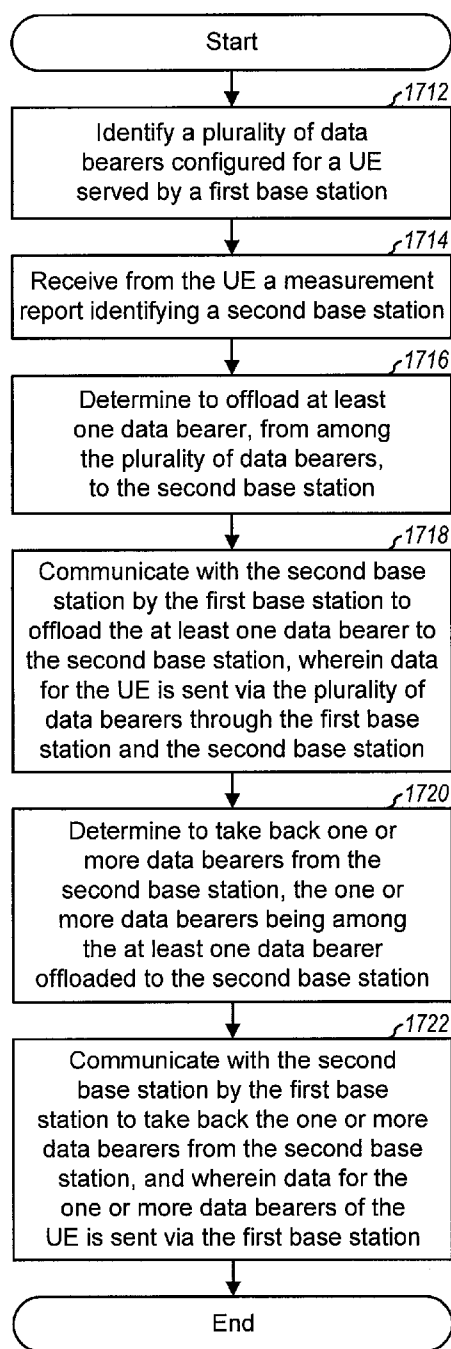 Start
1712
Identify a plurality of data
bearers configured for a UE
served by a first base station
1714
Receive from the UE a measurement
report identifying a second base station
1716
Determine to offload at least
one data bearer, from among
the plurality of data bearers,
to the second base station
1718
Communicate with the second base
station by the first base station to
offload the at least one data bearer to
the second base station, wherein data
for the UE is sent via the plurality of
data bearers through the first base
station and the second base station
1720
Determine to take back one or
more data bearers from the
second base station, the one or
more data bearers being among
the at least one data bearer
offloaded to the second base station
1722
Communicate with the second
base station by the first base
station to take back the one or more
data bearers from the second base
station, and wherein data for the
one or more data bearers of the
UE is sent via the first base station
End